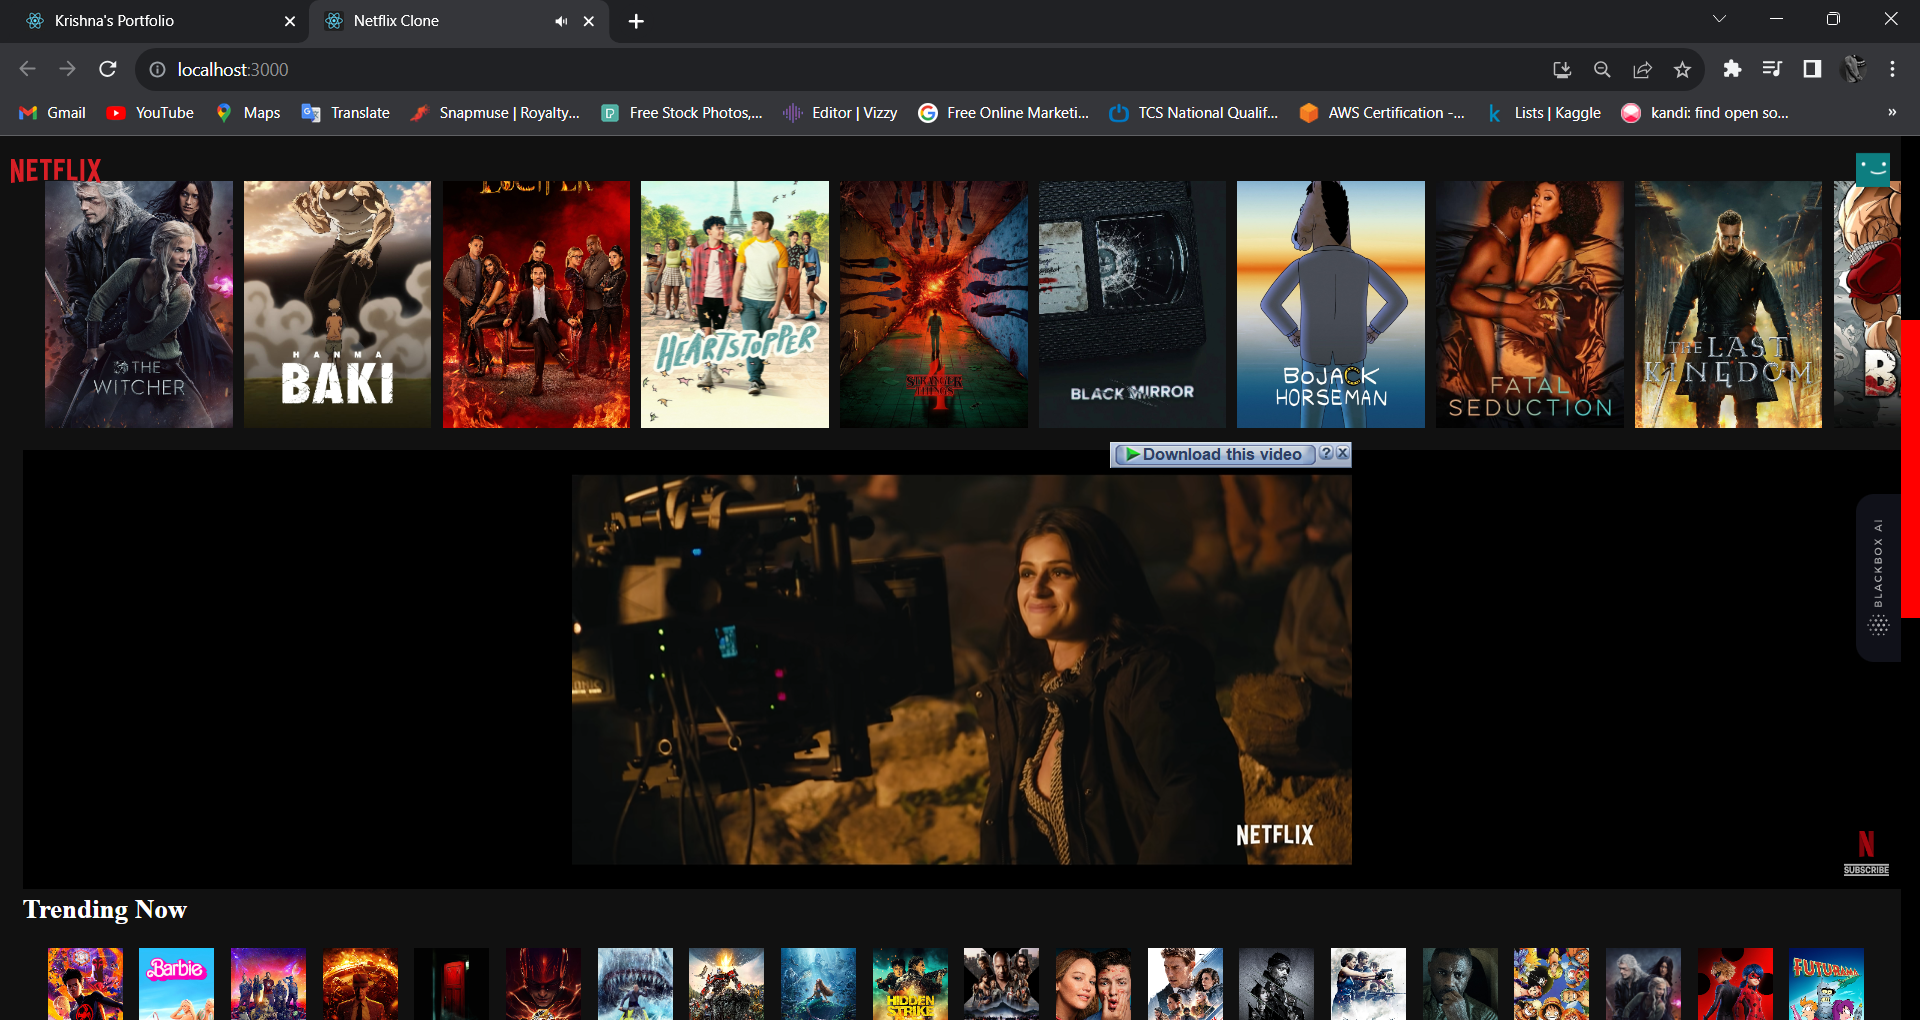 Krishna's Portfolio
Netflix Clone
localhost:3000
Gmail
YouTube
Maps
Translate
Snapmuse | Royalty...
Free Stock Photos,...
Editor | Vizzy
Free Online Marketi...
TCS National Qualif...
AWS Certification -...
Lists | Kaggle
kandi: find open so...
»
NETFLIX
THE
WITCHER
HANMA
BAKI
LUCIFER
HEARTSTOPPER
STRANGER
THINGS
4
BLACK MIRROR
BOJACK
HORSEMAN
FATAL
SEDUCTION
THE LAST
KINGDOM
B
Download this video
?
BLACKBOX AI
NETFLIX
N
SUBSCRIBE
Trending Now
Barbie
HIDDEN
STRIKE
FUTURAMA